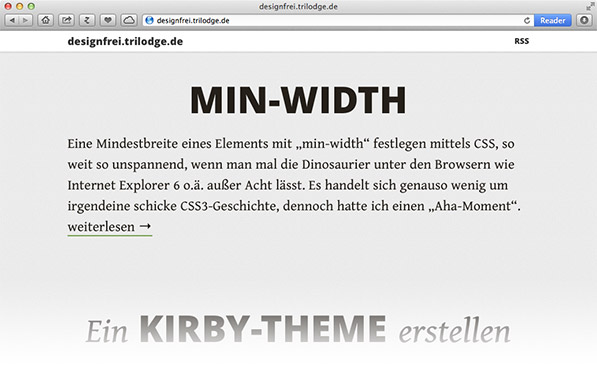 designfrei.trilodge.de
designfrei.trilodge.de
Reader
designfrei.trilodge.de
RSS
MIN-WIDTH
Eine Mindestbreite eines Elements mit „min-width“ festlegen mittels CSS, so
weit so unspannend, wenn man mal die Dinosaurier unter den Browsern wie
Internet Explorer 6 o.ä. außer Acht lässt. Es handelt sich genauso wenig um
irgendeine schicke CSS3-Geschichte, dennoch hatte ich einen „Aha-Moment“.
weiterlesen →
Ein KIRBY-THEME erstellen